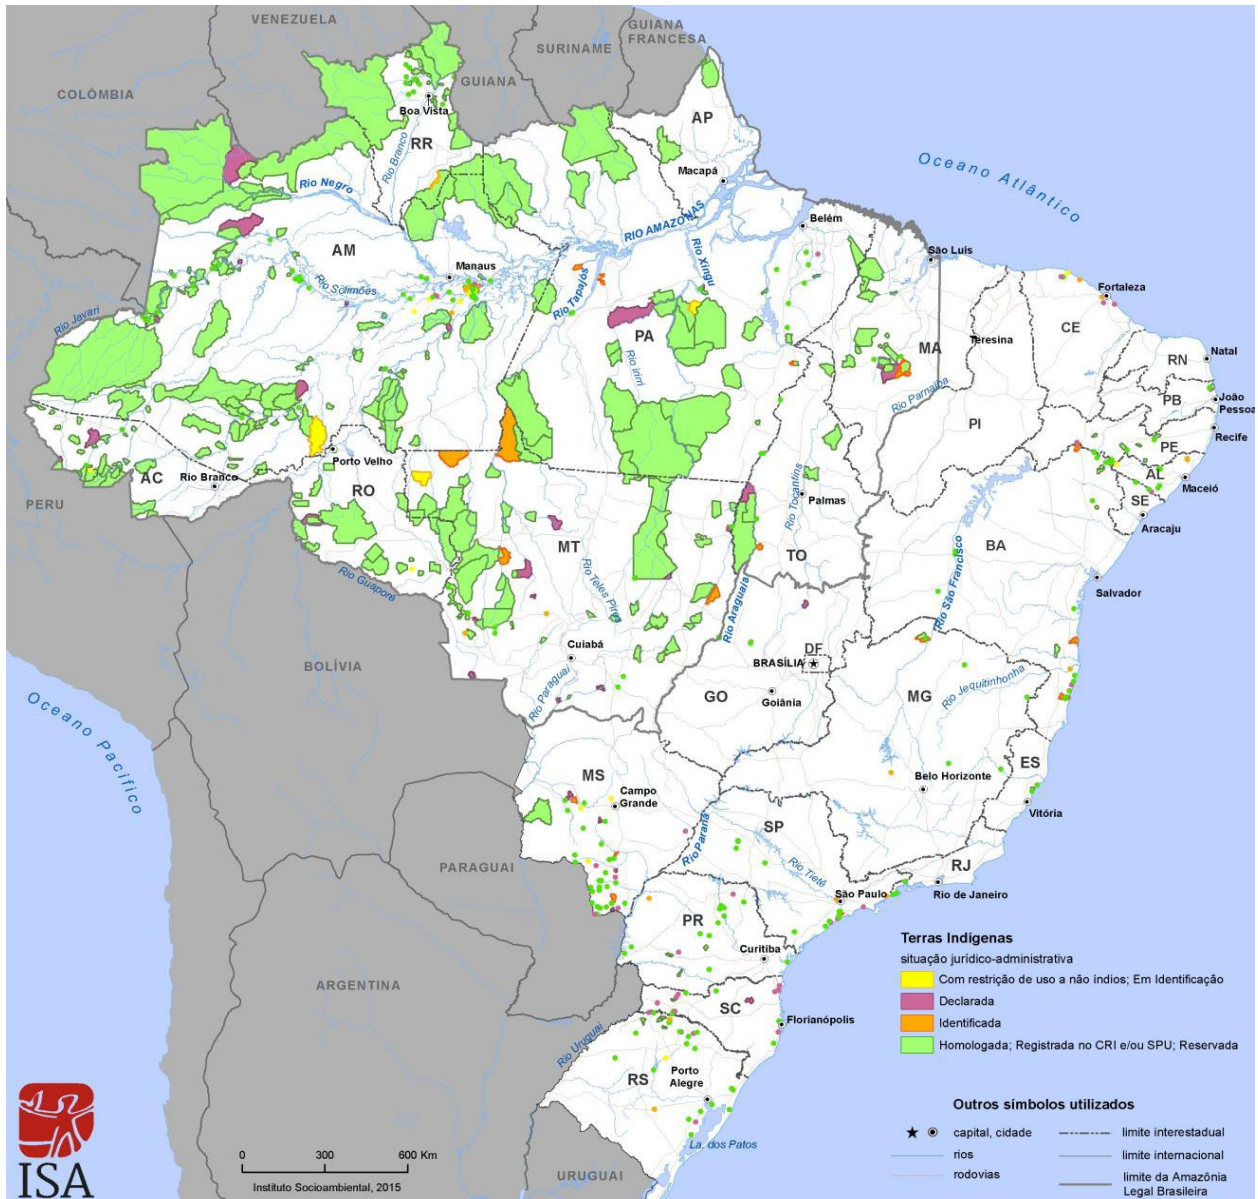 VENEZUELA
GUIANA
FRANCESA
SURINAME
GUIANA
COLÔMBIA
Boa Vista
RR
Rio Branco
AP
Macapá
Oceano Atlântico
Rio Negro
RIO AMAZONAS
Belém
São Luis
AM
Manaus
Rio Solimões
Rio Tapajós
Rio Xingu
Fortaleza
Rio Javari
PA
Rio Iriri
MA
Teresina
CE
RN
Natal
Rio Parnaíba
PB
João
Pessoa
PI
Recife
PE
AC
Rio Branco
Porto Velho
RO
Rio Tocantins
Palmas
AL
Maceió
SE
Aracaju
PERU
MT
TO
BA
Rio São Francisco
Rio Guaporé
Rio Teles Pires
Rio Araguaia
Salvador
Cuiabá
DF
BRASÍLIA
BOLÍVIA
Rio Paraguai
GO
Goiânia
MG
Rio Jequitinhonha
Oceano Pacífico
MS
Campo
Grande
Belo Horizonte
ES
Vitória
SP
Rio Paraná
Rio Tietê
RJ
PARAGUAI
São Paulo
Rio de Janeiro
PR
Curitiba
ARGENTINA
SC
Florianópolis
Rio Uruguai
RS
Porto
Alegre
La. dos Patos
URUGUAI
Terras Indígenas
situação jurídico-administrativa
Com restrição de uso a não índios; Em Identificação
Declarada
Identificada
Homologada; Registrada no CRI e/ou SPU; Reservada
Outros símbolos utilizados
capital, cidade
rios
rodovias
limite interestadual
limite internacional
limite da Amazônia
Legal Brasileira
ISA
0 300 600 Km
Instituto Socioambiental, 2015